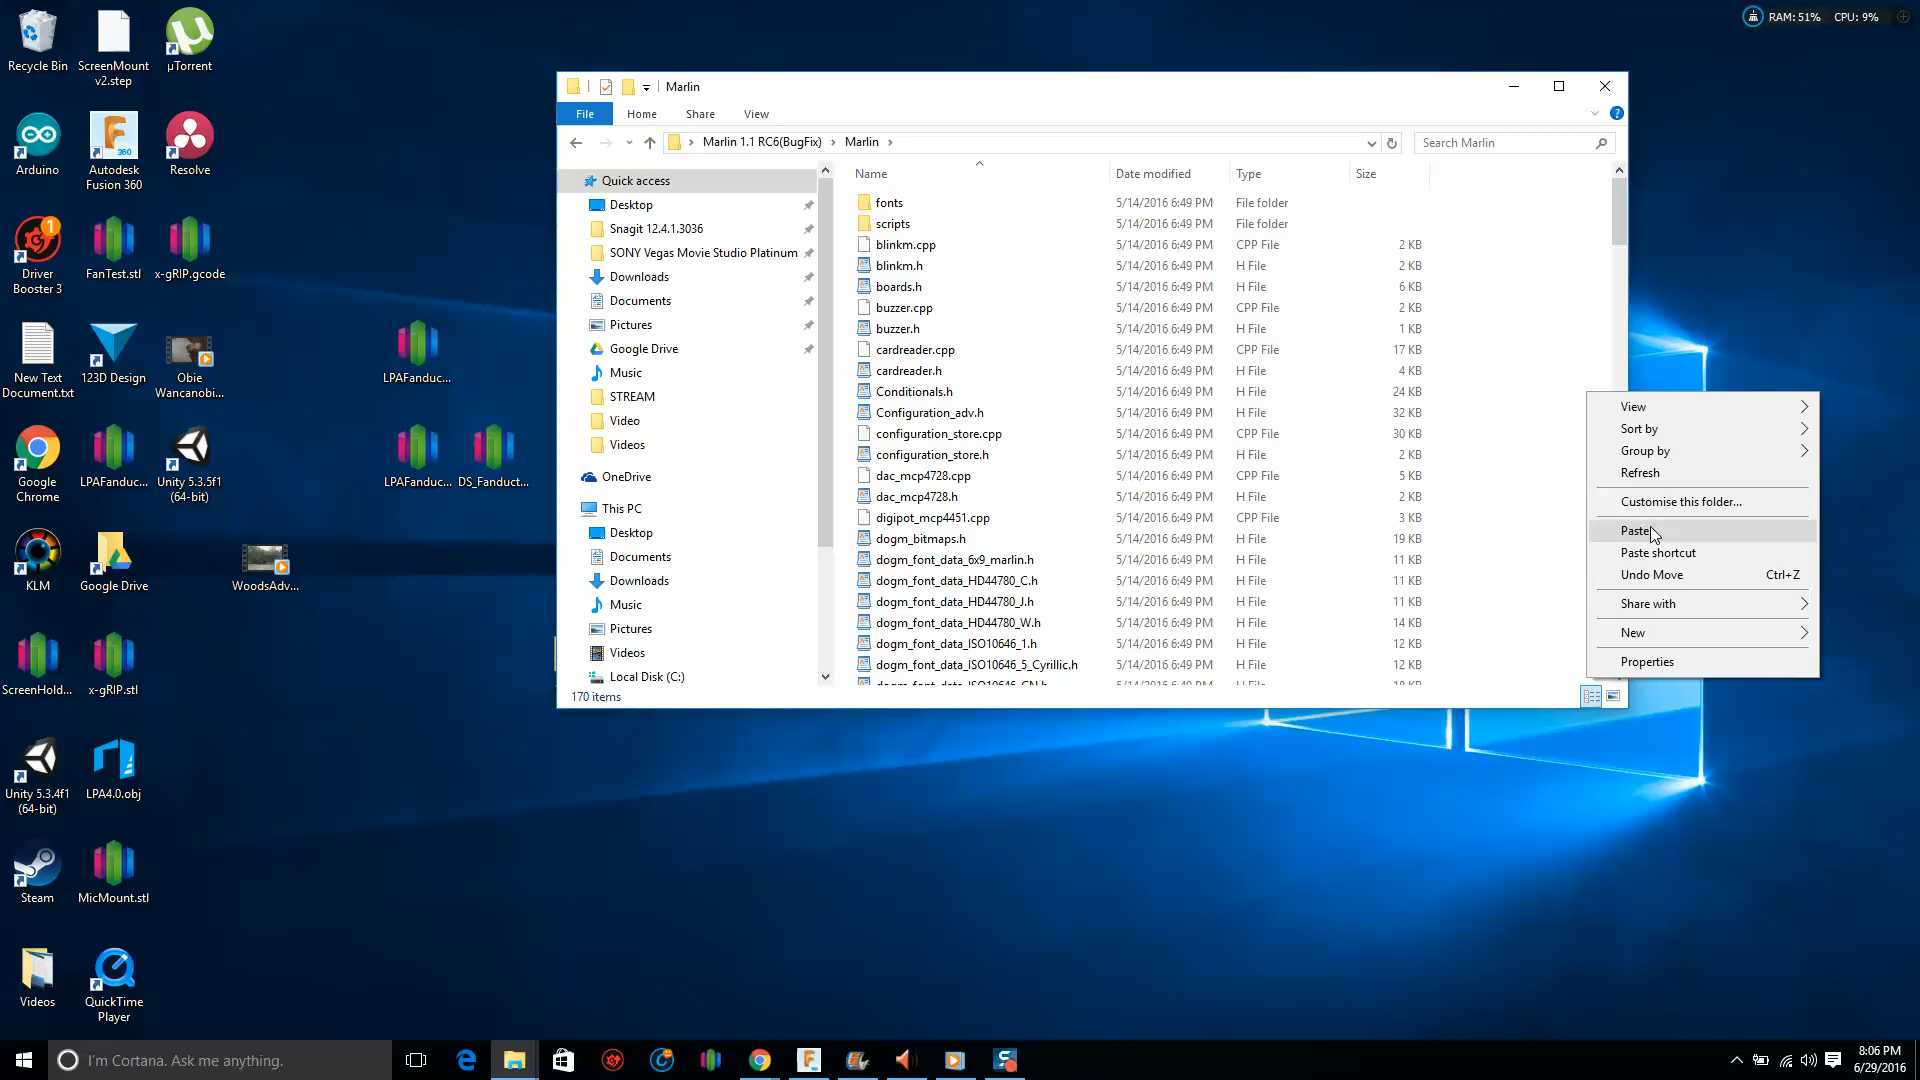 RAM: 51% CPU: 9%
Recycle Bin
ScreenMount
v2.step
µTorrent
Arduino
Autodesk
Fusion 360
Resolve
Driver
Booster 3
FanTest.stl
x-gRIP.gcode
New Text
Document.txt
123D Design
Obie
Wancanobi...
LPAFanduc...
Google
Chrome
LPAFanduc...
Unity 5.3.5f1
(64-bit)
LPAFanduc...
DS_Fanduct...
KLM
Google Drive
WoodsAdv...
ScreenHold...
x-gRIP.stl
Unity 5.3.4f1
(64-bit)
LPA4.0.obj
Steam
MicMount.stl
Videos
QuickTime
Player
Marlin
File Home Share View
Marlin 1.1 RC6(BugFix) Marlin
Search Marlin
Quick access
Desktop
Snagit 12.4.1.3036
SONY Vegas Movie Studio Platinum
Downloads
Documents
Pictures
Google Drive
Music
STREAM
Video
Videos
OneDrive
This PC
Desktop
Documents
Downloads
Music
Pictures
Videos
Local Disk (C:)
Name Date modified Type Size
fonts 5/14/2016 6:49 PM File folder
scripts 5/14/2016 6:49 PM File folder
blinkm.cpp 5/14/2016 6:49 PM CPP File 2 KB
blinkm.h 5/14/2016 6:49 PM H File 2 KB
boards.h 5/14/2016 6:49 PM H File 6 KB
buzzer.cpp 5/14/2016 6:49 PM CPP File 2 KB
buzzer.h 5/14/2016 6:49 PM H File 1 KB
cardreader.cpp 5/14/2016 6:49 PM CPP File 17 KB
cardreader.h 5/14/2016 6:49 PM H File 4 KB
Conditionals.h 5/14/2016 6:49 PM H File 24 KB
Configuration_adv.h 5/14/2016 6:49 PM H File 32 KB
configuration_store.cpp 5/14/2016 6:49 PM CPP File 30 KB
configuration_store.h 5/14/2016 6:49 PM H File 2 KB
dac_mcp4728.cpp 5/14/2016 6:49 PM CPP File 5 KB
dac_mcp4728.h 5/14/2016 6:49 PM H File 2 KB
digipot_mcp4451.cpp 5/14/2016 6:49 PM CPP File 3 KB
dogm_bitmaps.h 5/14/2016 6:49 PM H File 19 KB
dogm_font_data_6x9_marlin.h 5/14/2016 6:49 PM H File 11 KB
dogm_font_data_HD44780_C.h 5/14/2016 6:49 PM H File 11 KB
dogm_font_data_HD44780_J.h 5/14/2016 6:49 PM H File 11 KB
dogm_font_data_HD44780_W.h 5/14/2016 6:49 PM H File 14 KB
dogm_font_data_ISO10646_1.h 5/14/2016 6:49 PM H File 12 KB
dogm_font_data_ISO10646_5_Cyrillic.h 5/14/2016 6:49 PM H File 12 KB
dogm_font_data_ISO10646_CN.h 5/14/2016 6:49 PM H File 18 KB
170 items
View
Sort by
Group by
Refresh
Customise this folder...
Paste
Paste shortcut
Undo Move Ctrl+Z
Share with
New
Properties
I'm Cortana. Ask me anything.
8:06 PM
6/29/2016